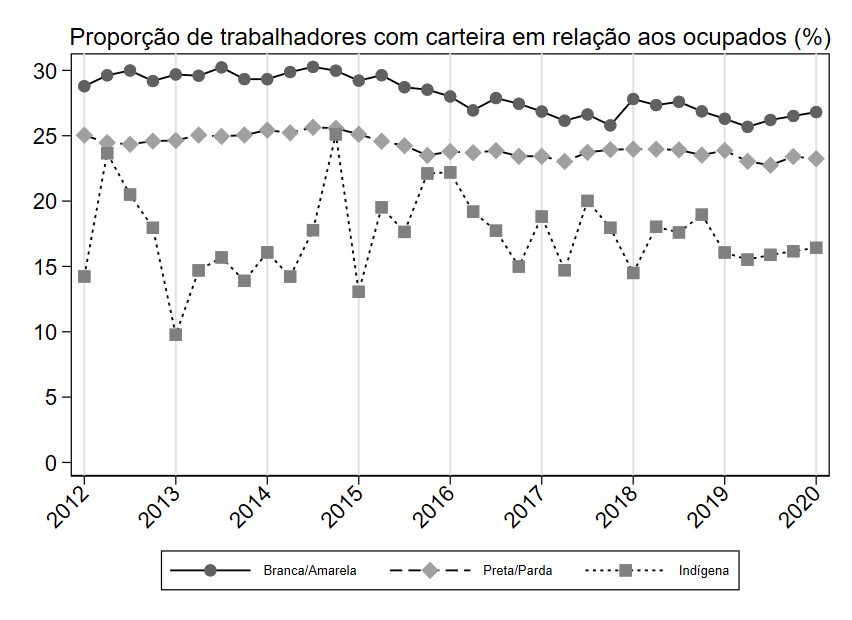 Proporção de trabalhadores com carteira em relação aos ocupados (%)
30
25
20
15
10
5
0
2012 2013 2014 2015 2016 2017 2018 2019 2020
Branca/Amarela Preta/Parda Indígena